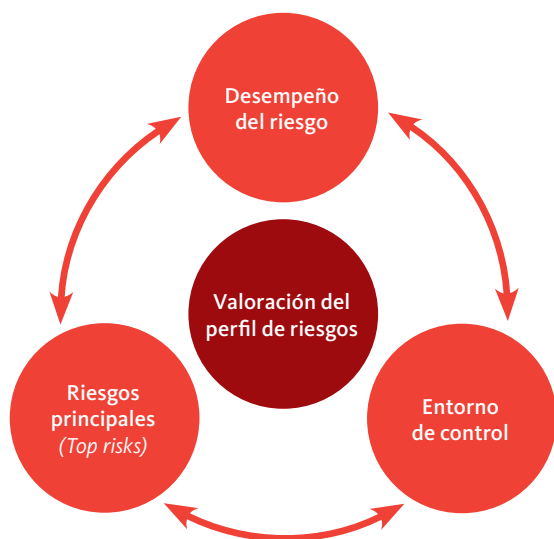 Desempeño
del riesgo
Valoración del
perfil de riesgos
Riesgos
principales
(Top risks)
Entorno
de control